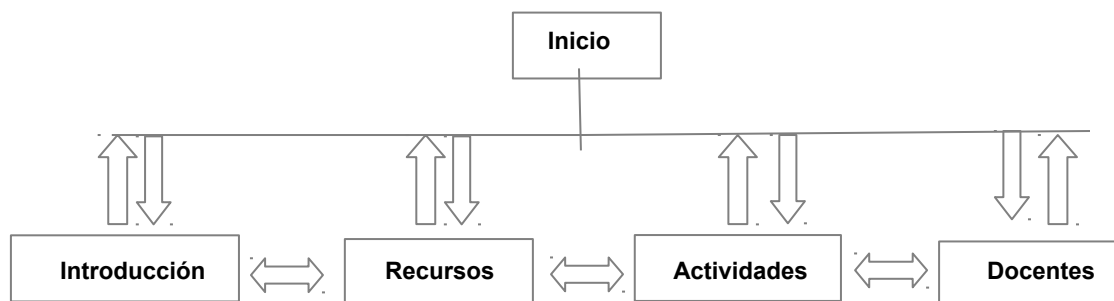 Inicio
Introducción
Recursos
Actividades
Docentes